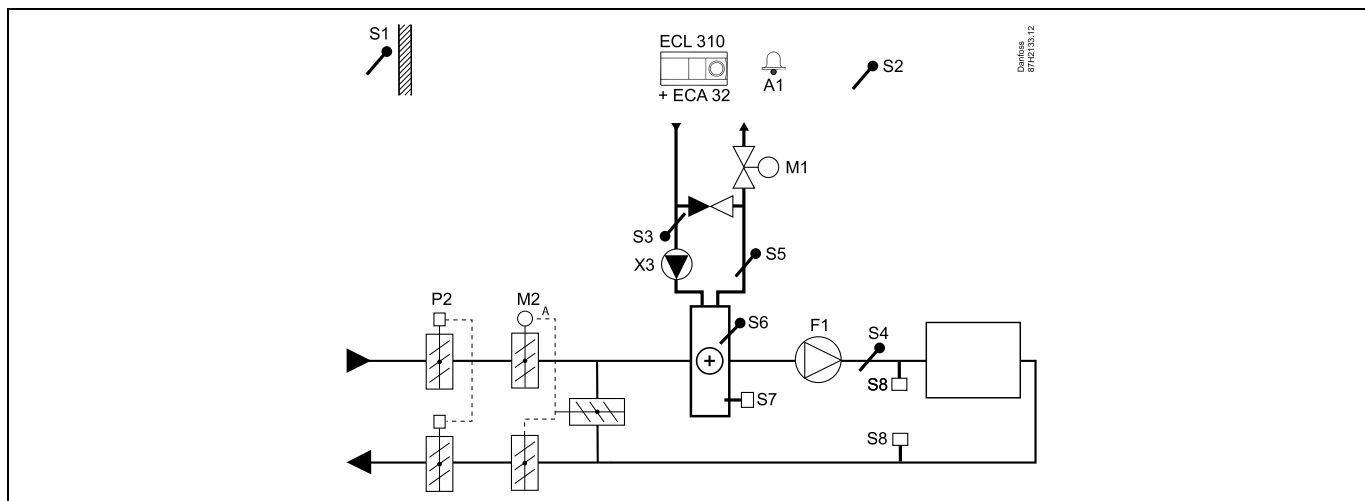 S1
ECL 310
+ ECA 32
A1
S2
Danfoss
87H2133.12
M1
S3
S5
X3
P2
M2
A
S6
F1
S4
S8
S7
S8